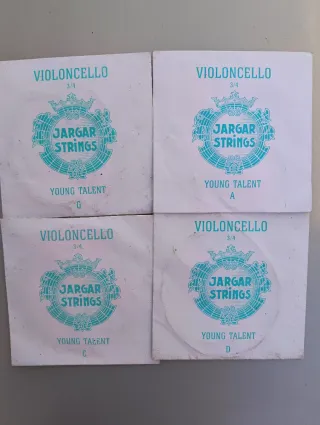 VIOLONCELLO
3/4
JARGAR
STRINGS
YOUNG TALENT
G
VIOLONCELLO
3/4
JARGAR
STRINGS
YOUNG TALENT
A
VIOLONCELLO
3/4
JARGAR
STRINGS
YOUNG TALENT
C
VIOLONCELLO
3/4
JARGAR
STRINGS
YOUNG TALENT
D